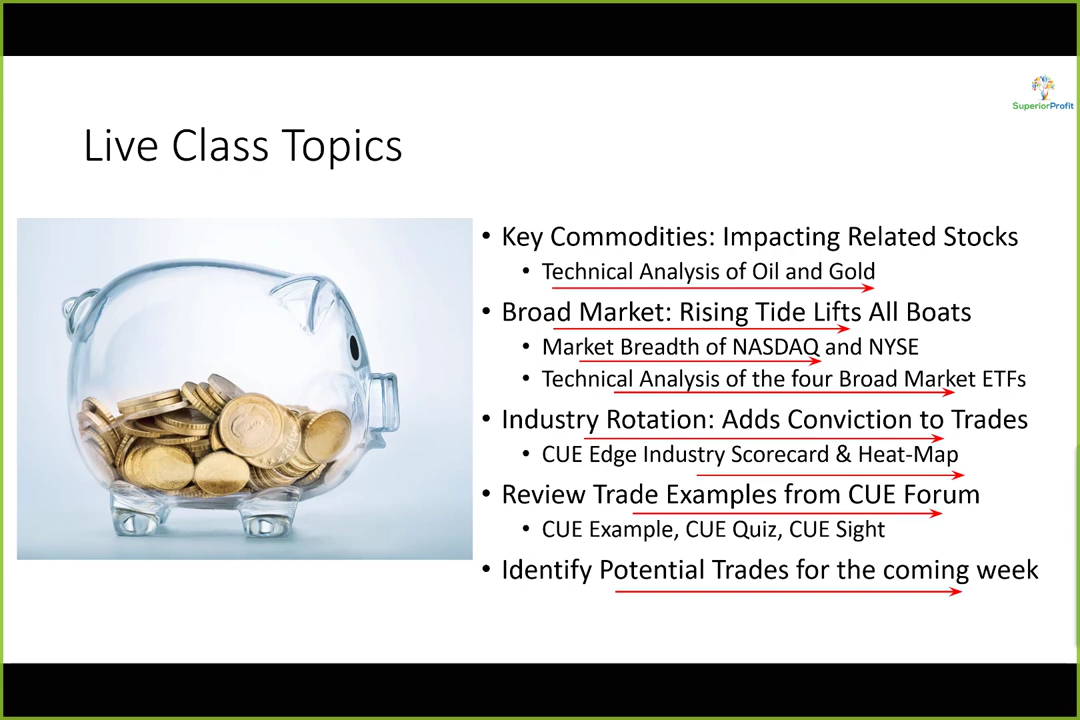 SuperiorProfit
Live Class Topics
• Key Commodities: Impacting Related Stocks
• Technical Analysis of Oil and Gold
• Broad Market: Rising Tide Lifts All Boats
• Market Breadth of NASDAQ and NYSE
• Technical Analysis of the four Broad Market ETFs
• Industry Rotation: Adds Conviction to Trades
• CUE Edge Industry Scorecard & Heat-Map
• Review Trade Examples from CUE Forum
• CUE Example, CUE Quiz, CUE Sight
• Identify Potential Trades for the coming week